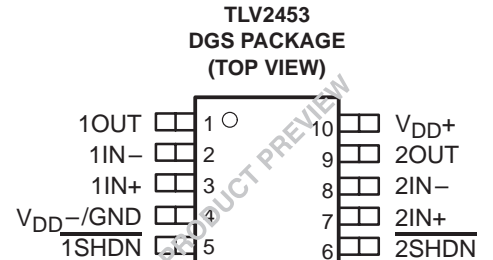 TLV2453
DGS PACKAGE
(TOP VIEW)
1OUT 1 10 VDD+
1IN− 2 9 2OUT
1IN+ 3 8 2IN−
VDD−/GND 4 7 2IN+
1SHDN 5 6 2SHDN
PRODUCT PREVIEW